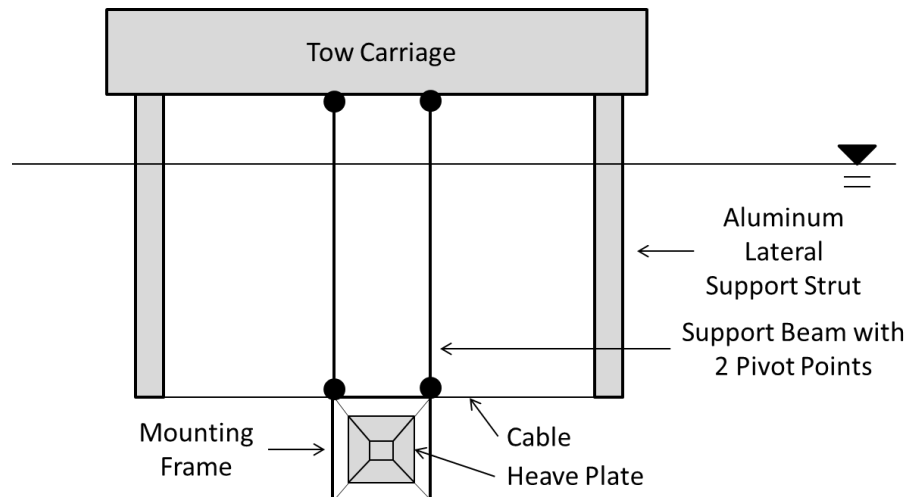 Tow Carriage
Aluminum
Lateral
Support Strut
Support Beam with
2 Pivot Points
Mounting
Frame
Cable
Heave Plate